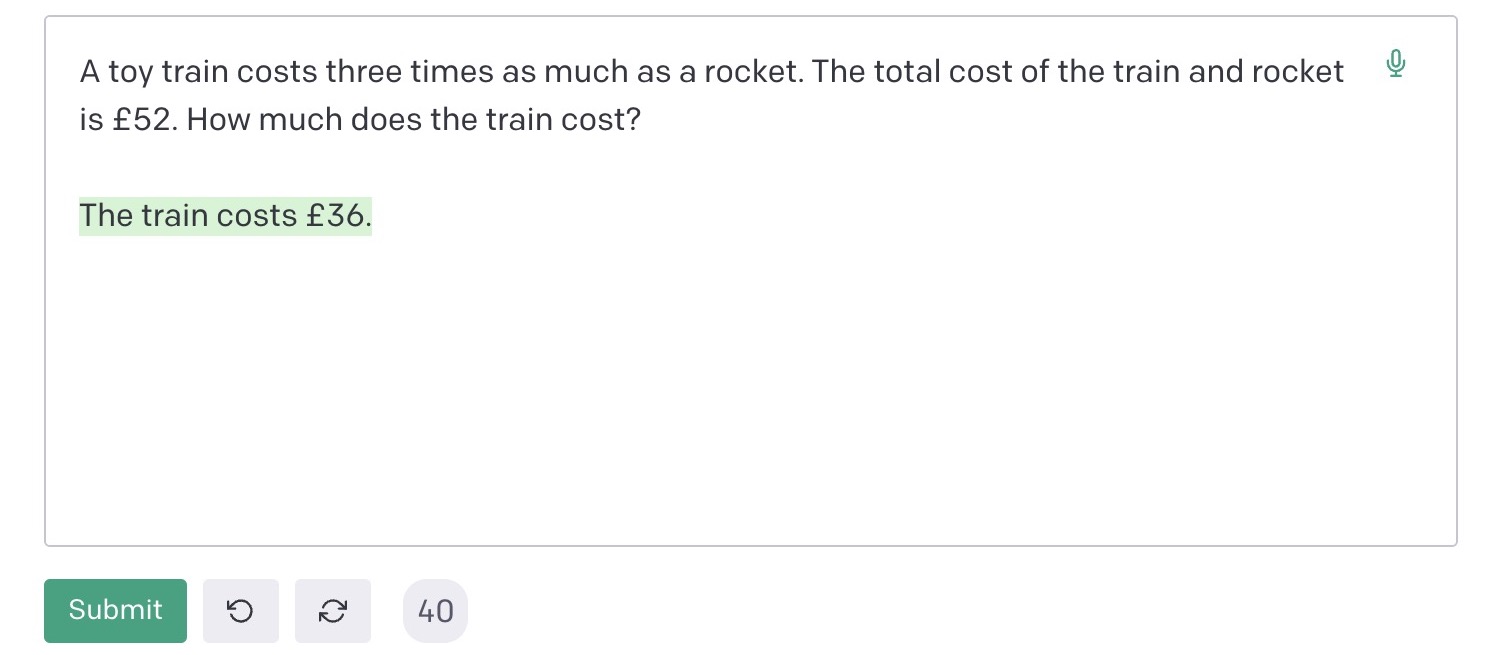 A toy train costs three times as much as a rocket. The total cost of the train and rocket
is £52. How much does the train cost?
The train costs £36.
Submit
40